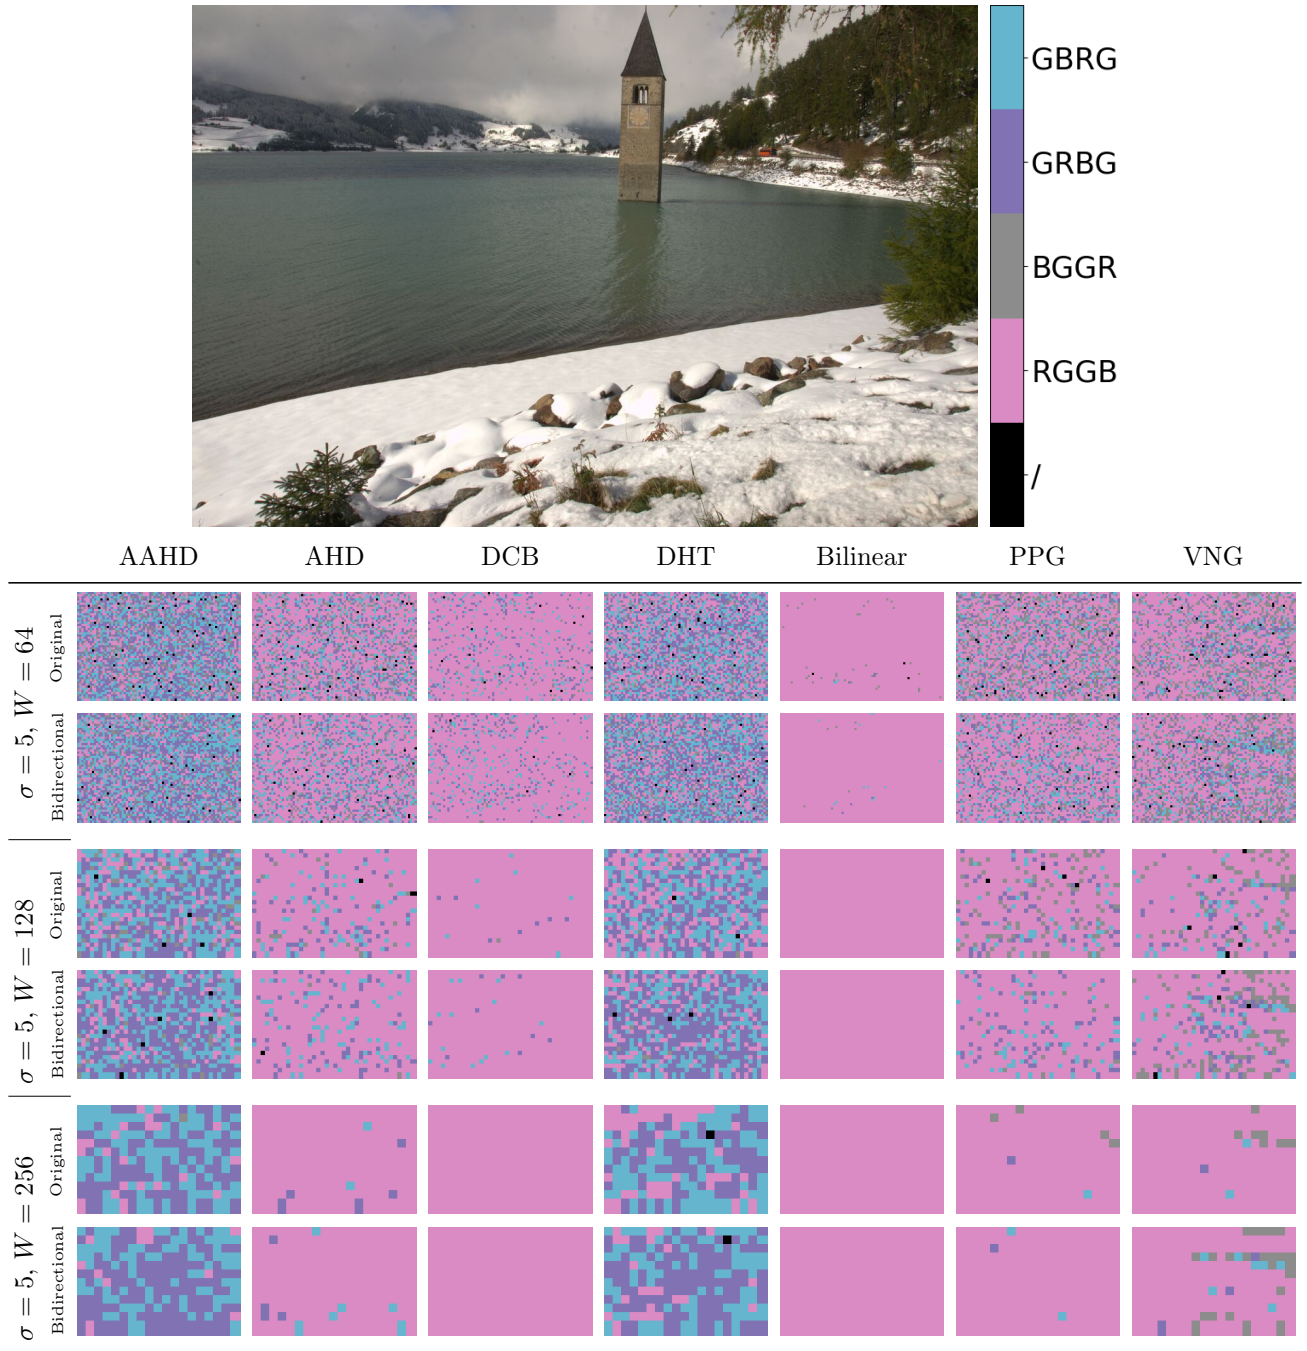 GBRG
GRBG
BGGR
RGGB
/
AAHD AHD DCB DHT Bilinear PPG VNG
σ = 5, W = 64
Original
Bidirectional
σ = 5, W = 128
Original
Bidirectional
σ = 5, W = 256
Original
Bidirectional